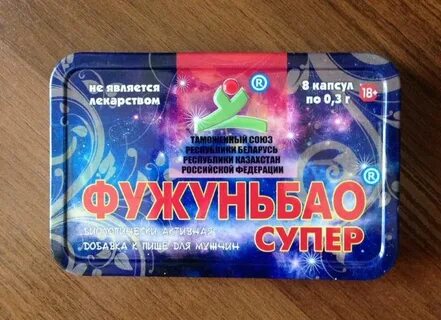 не является
лекарством
®
8 капсул
по 0,3 г
18+
ТАМОЖЕННЫЙ СОЮЗ
РЕСПУБЛИКИ БЕЛАРУСЬ
РЕСПУБЛИКИ КАЗАХСТАН
РОССИЙСКОЙ ФЕДЕРАЦИИ
ФУЖУНЬБАО®
СУПЕР
БИОЛОГИЧЕСКИ АКТИВНАЯ
ДОБАВКА К ПИЩЕ ДЛЯ МУЖЧИН